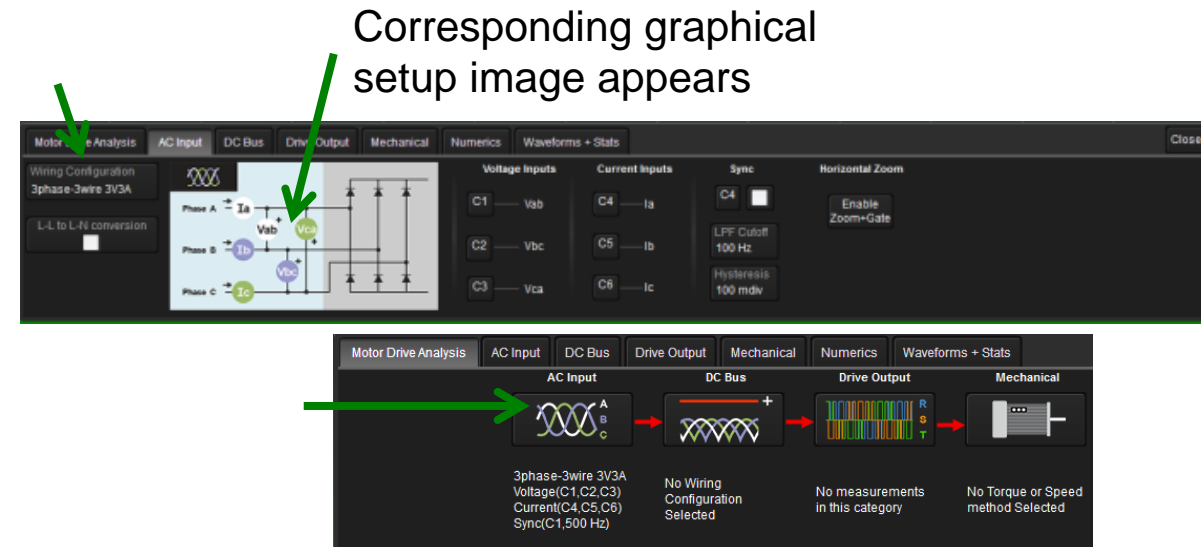 Corresponding graphical
setup image appears
Motor Drive Analysis AC Input DC Bus Drive Output Mechanical Numerics Waveforms + Stats Close
Wiring Configuration
3phase-3wire 3V3A
L-L to L-N conversion
Phase A Ia
Vab Vca
Phase B Ib
Vbc
Phase C Ic
Voltage Inputs Current Inputs Sync Horizontal Zoom
C1 Vab C4 Ia C4 Enable
Zoom+Gate
C2 Vbc C5 Ib LPF Cutoff
100 Hz
C3 Vca C6 Ic Hysteresis
100 mdiv
Motor Drive Analysis AC Input DC Bus Drive Output Mechanical Numerics Waveforms + Stats
AC Input DC Bus Drive Output Mechanical
A
B
C
+
R
S
T
3phase-3wire 3V3A
Voltage(C1,C2,C3)
Current(C4,C5,C6)
Sync(C1,500 Hz)
No Wiring
Configuration
Selected
No measurements
in this category
No Torque or Speed
method Selected